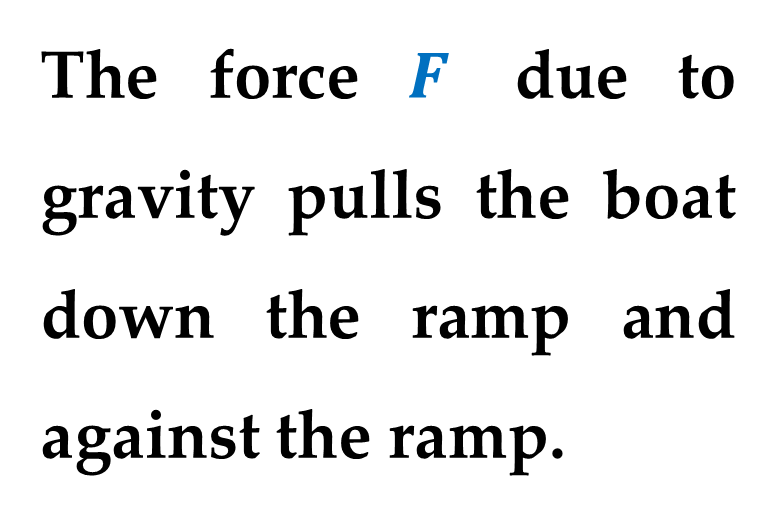 The force F due to
gravity pulls the boat
down the ramp and
against the ramp.